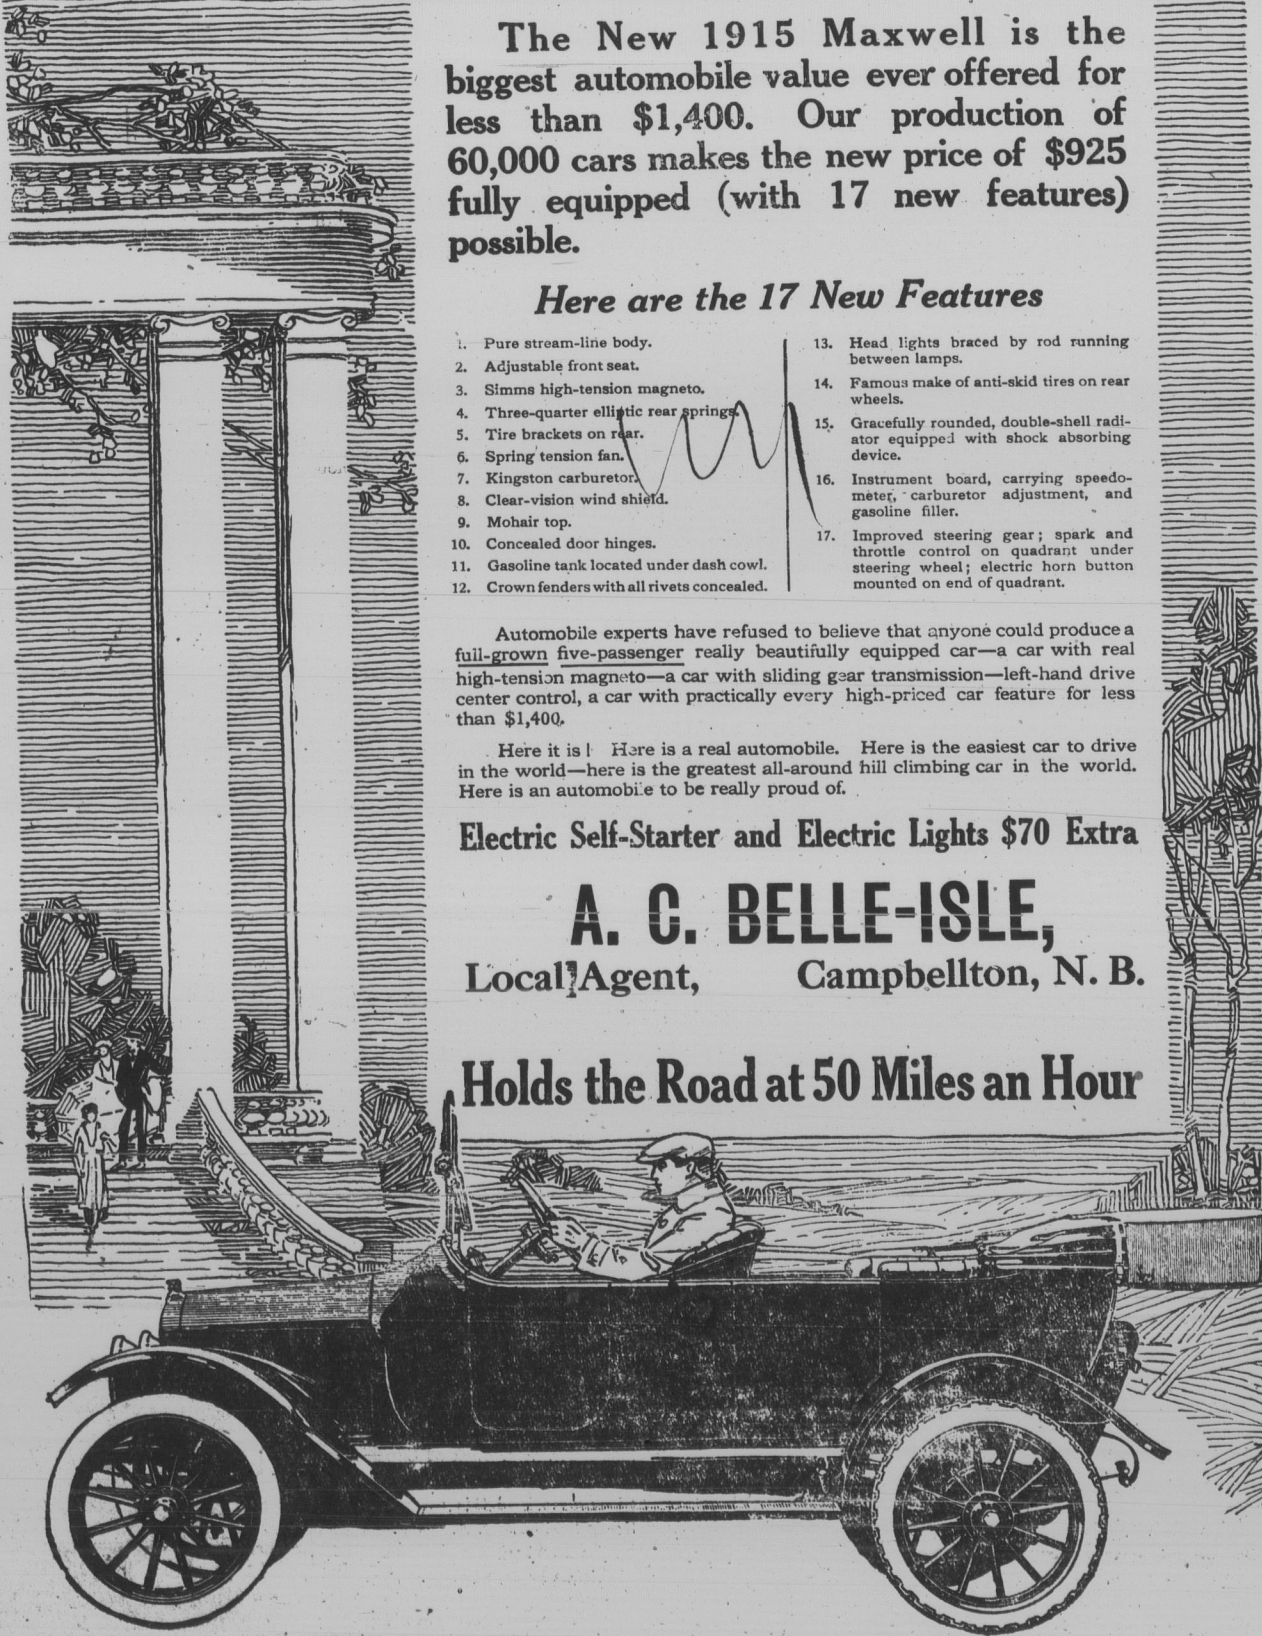 The New 1915 Maxwell is the
biggest automobile value ever offered for
less than $1,400. Our production of
60,000 cars makes the new price of $925
fully equipped (with 17 new features)
possible.
Here are the 17 New Features
1. Pure stream-line body.
2. Adjustable front seat.
3. Simms high-tension magneto.
4. Three-quarter elliptic rear springs.
5. Tire brackets on rear.
6. Spring tension fan.
7. Kingston carburetor.
8. Clear-vision wind shield.
9. Mohair top.
10. Concealed door hinges.
11. Gasoline tank located under dash cowl.
12. Crown fenders with all rivets concealed.
13. Head lights braced by rod running
between lamps.
14. Famous make of anti-skid tires on rear
wheels.
15. Gracefully rounded, double-shell radi-
ator equipped with shock absorbing
device.
16. Instrument board, carrying speedo-
meter, carburetor adjustment, and
gasoline filler.
17. Improved steering gear; spark and
throttle control on quadrant under
steering wheel; electric horn button
mounted on end of quadrant.
Automobile experts have refused to believe that anyone could produce a
full-grown five-passenger really beautifully equipped car—a car with real
high-tension magneto—a car with sliding gear transmission—left-hand drive
center control, a car with practically every high-priced car feature for less
than $1,400.
Here it is! Here is a real automobile. Here is the easiest car to drive
in the world—here is the greatest all-around hill climbing car in the world.
Here is an automobile to be really proud of.
Electric Self-Starter and Electric Lights $70 Extra
A. C. BELLE-ISLE,
Local Agent, Campbellton, N. B.
Holds the Road at 50 Miles an Hour